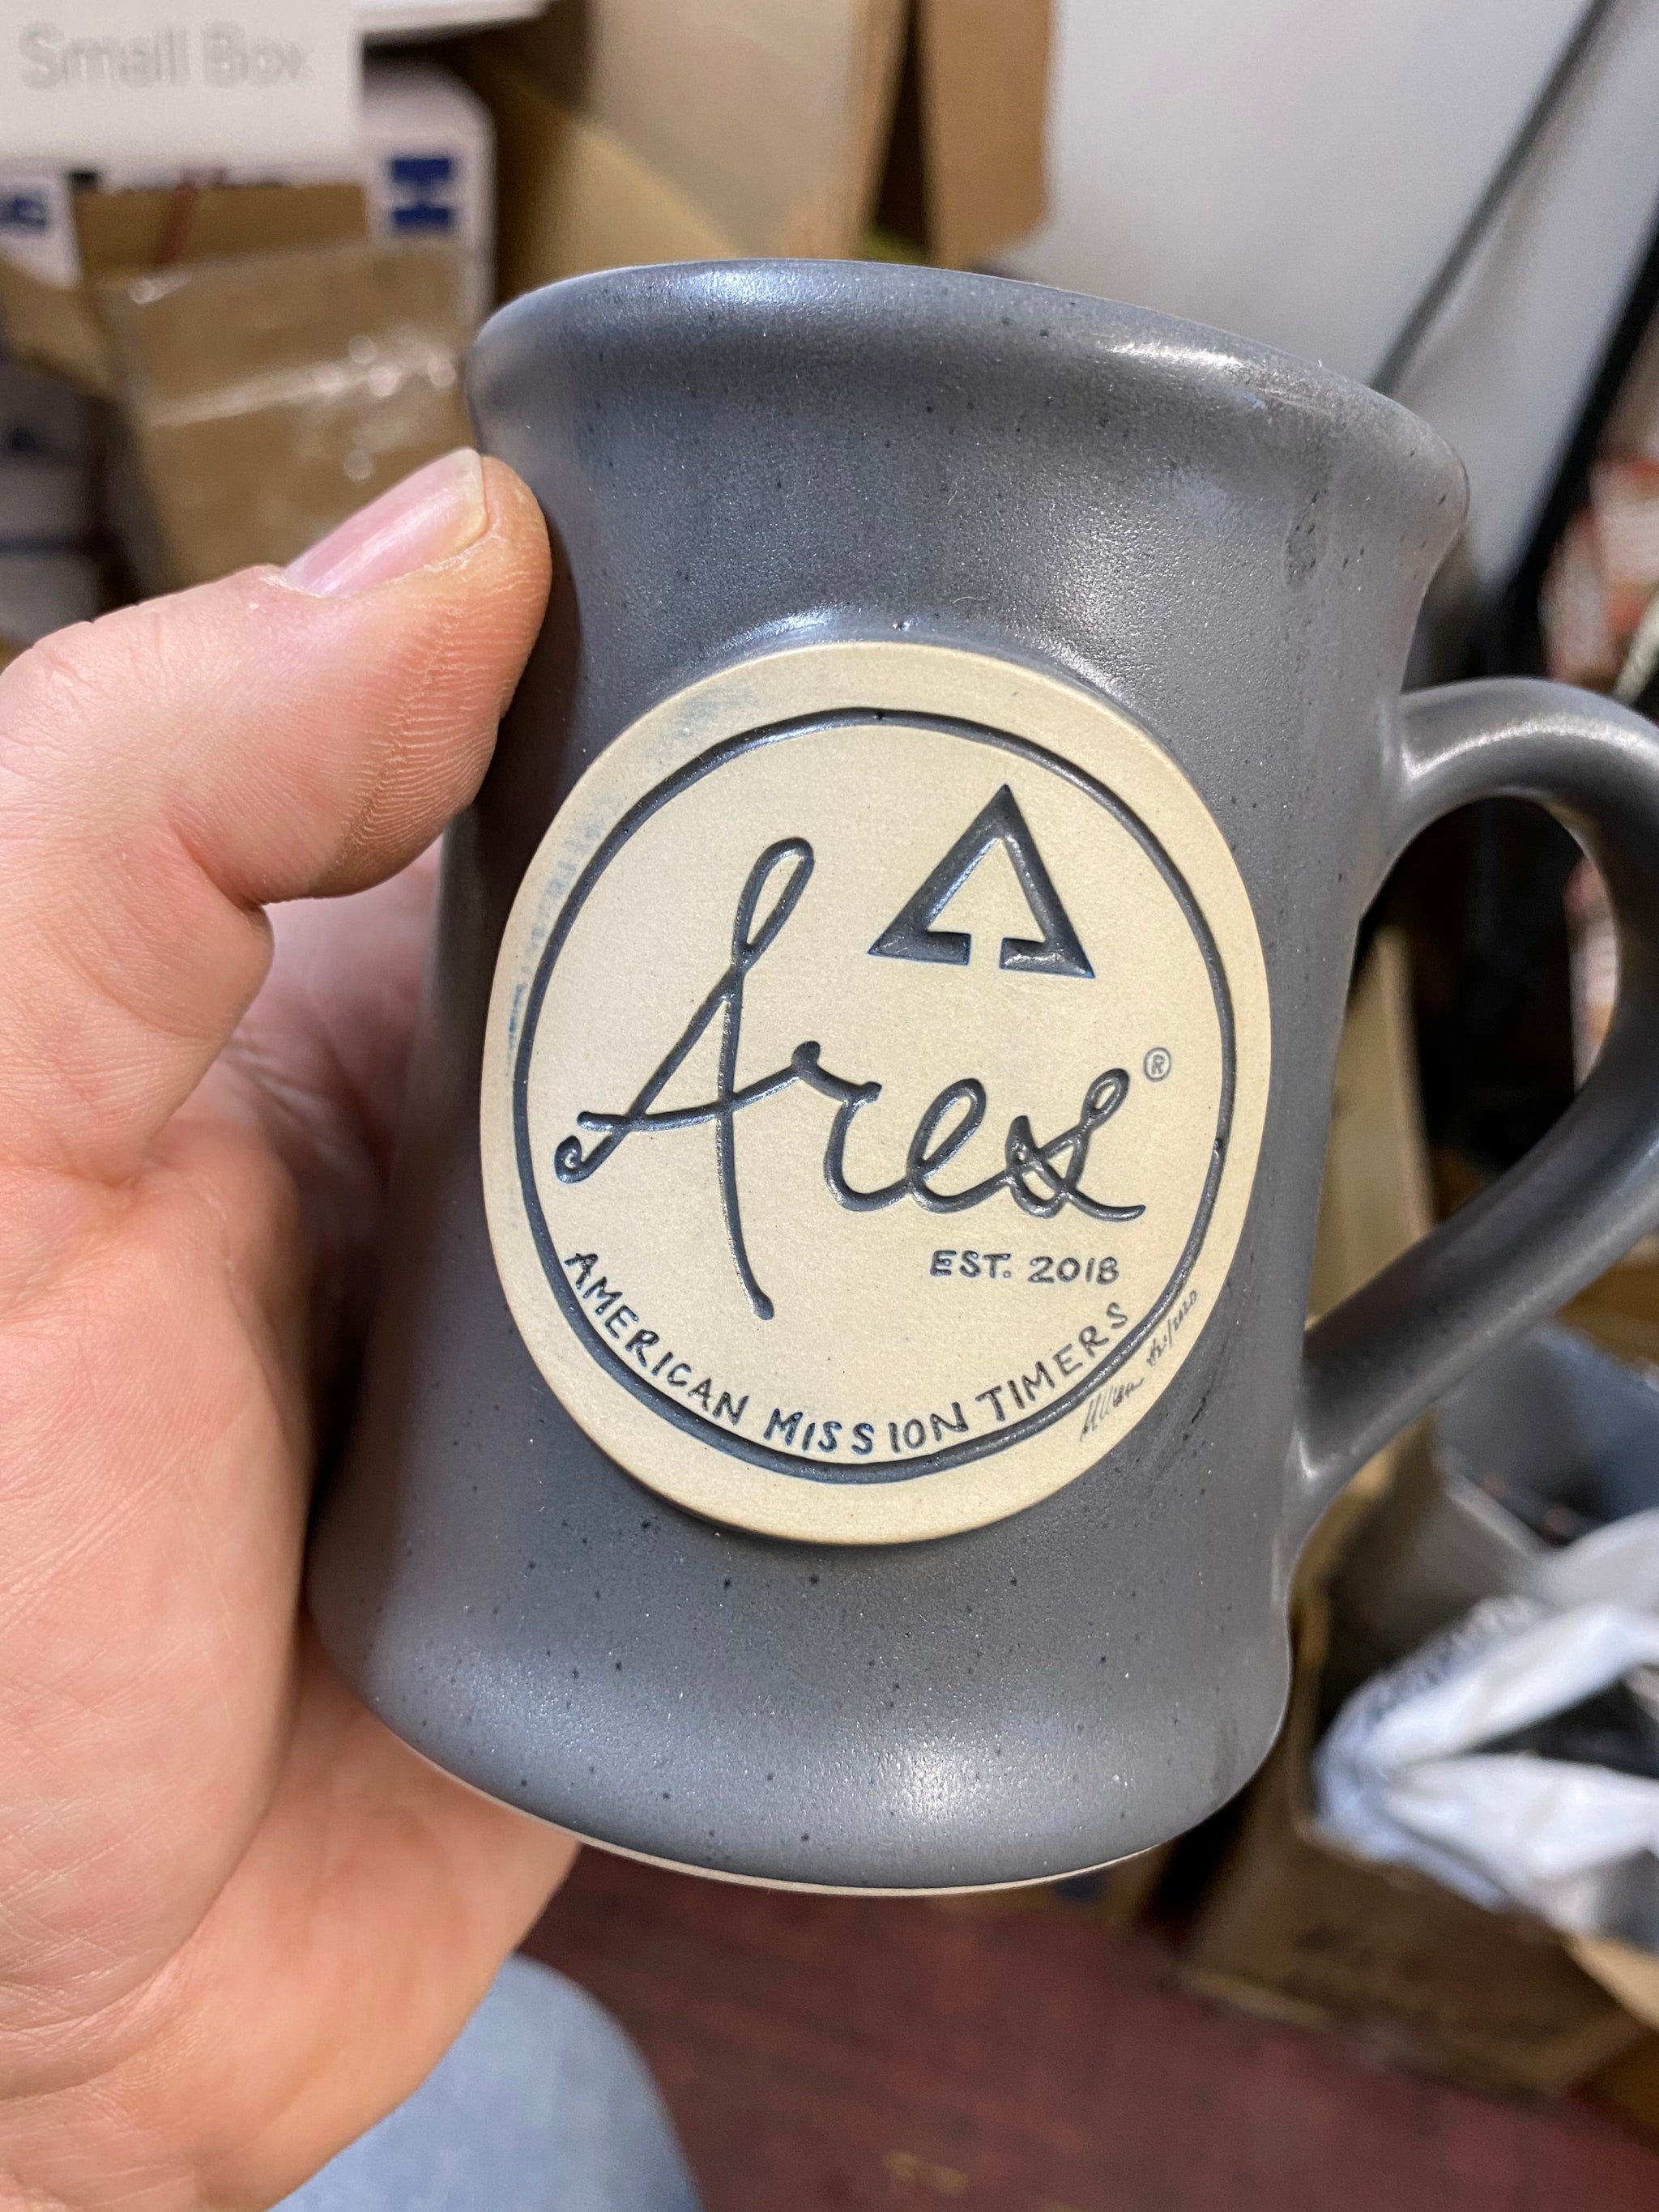 Small Box
Ares®
EST. 2018
AMERICAN MISSION TIMERS